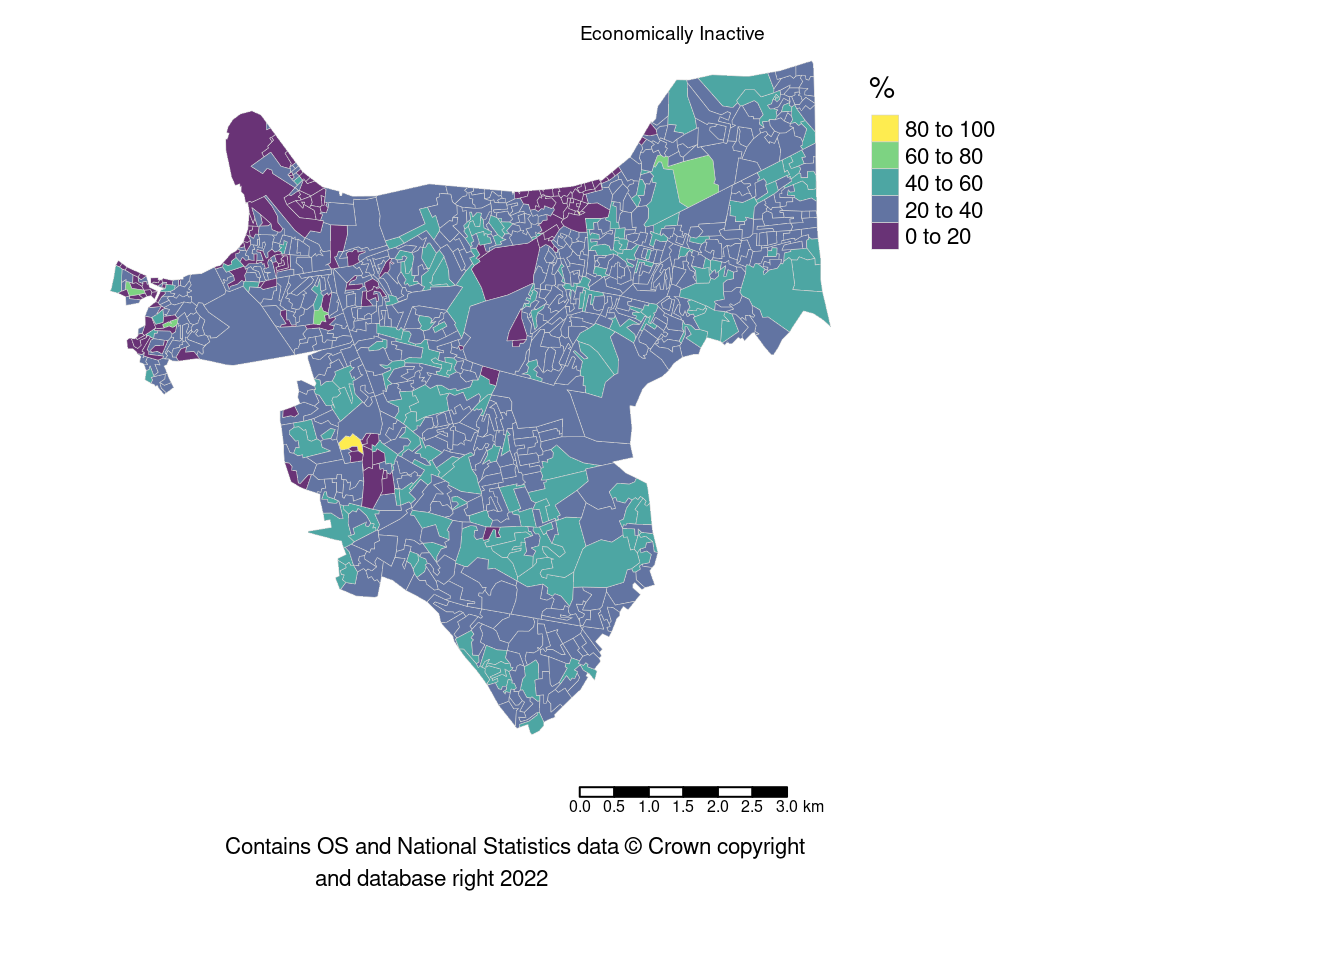 Economically Inactive
%
80 to 100
60 to 80
40 to 60
20 to 40
0 to 20
0.0 0.5 1.0 1.5 2.0 2.5 3.0 km
Contains OS and National Statistics data © Crown copyright
and database right 2022